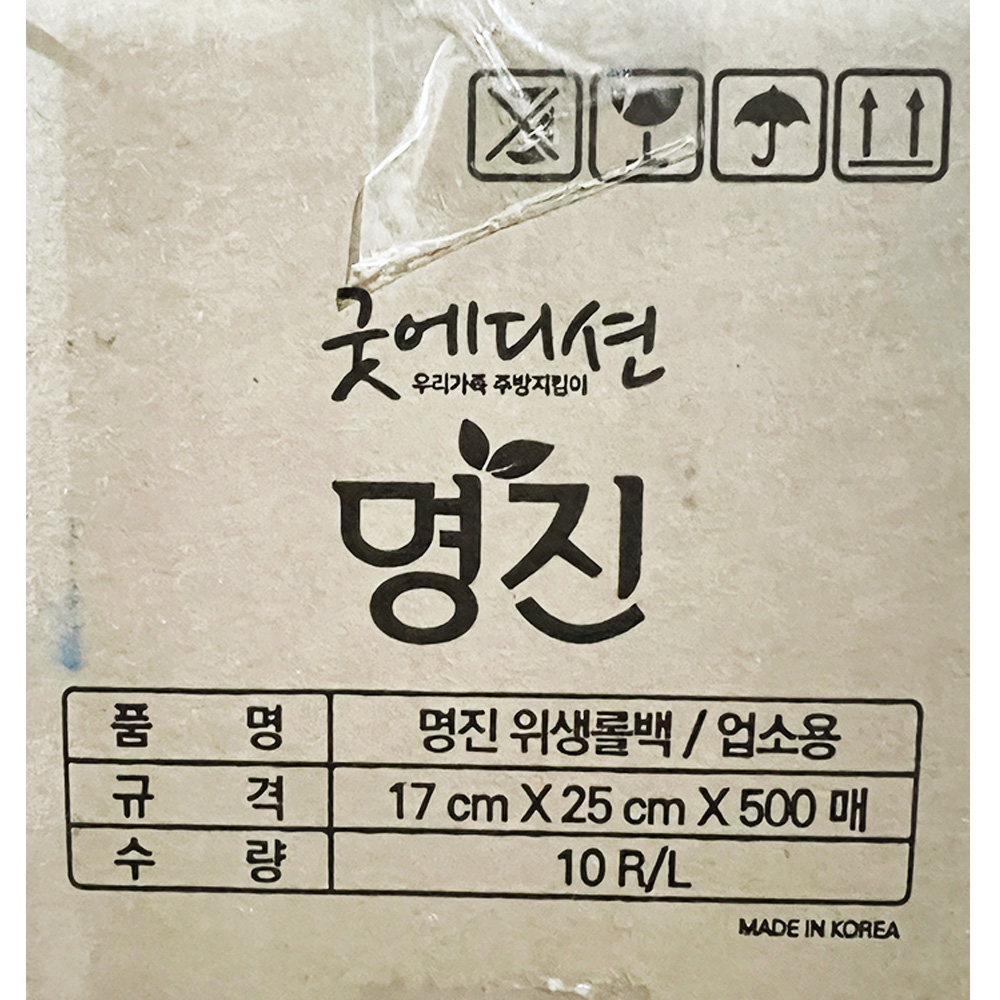 굿에디션
우리가족 주방지킴이
명진
품 명 명진 위생롤백 / 업소용
규 격 17 cm X 25 cm X 500 매
수 량 10 R/L
MADE IN KOREA